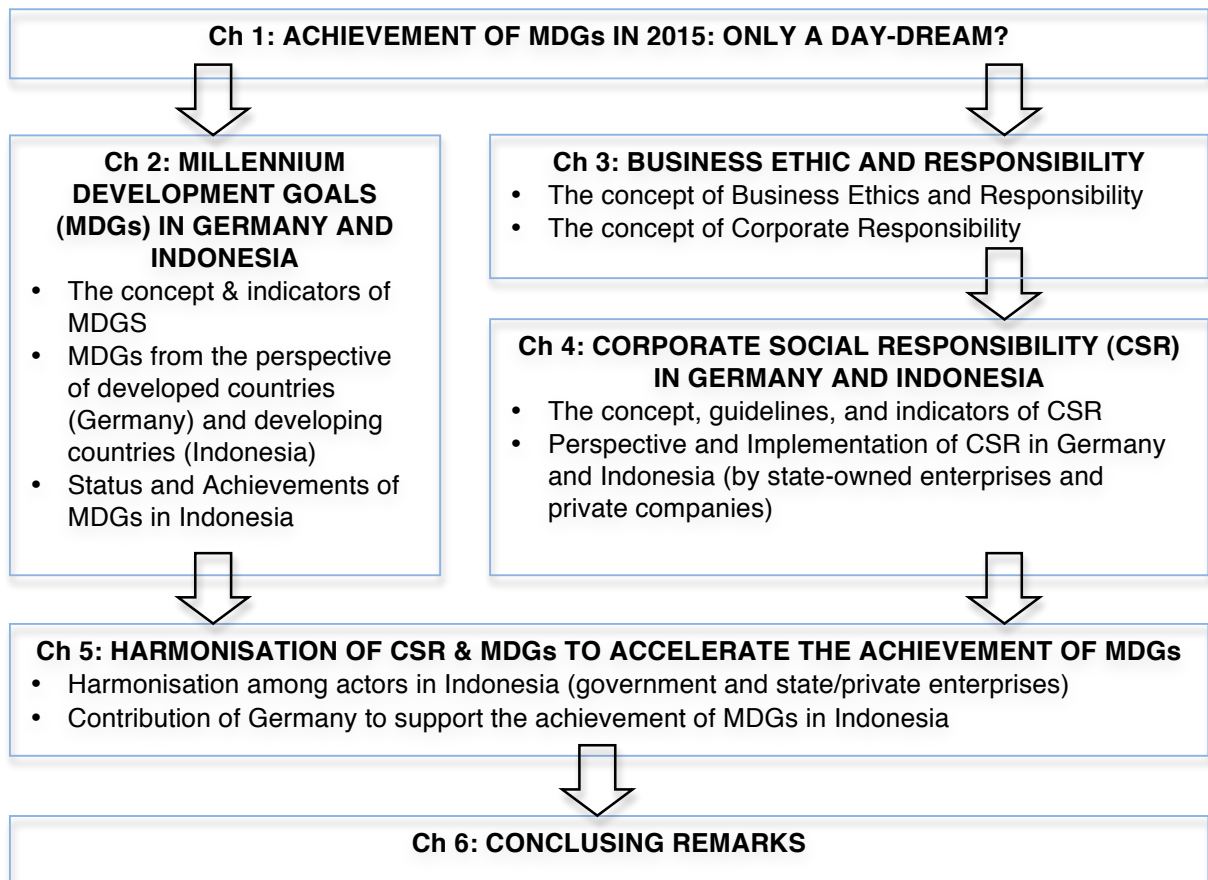 Ch 1: ACHIEVEMENT OF MDGs IN 2015: ONLY A DAY-DREAM?
Ch 2: MILLENNIUM
DEVELOPMENT GOALS
(MDGs) IN GERMANY AND
INDONESIA
• The concept & indicators of
MDGS
• MDGs from the perspective
of developed countries
(Germany) and developing
countries (Indonesia)
• Status and Achievements of
MDGs in Indonesia
Ch 3: BUSINESS ETHIC AND RESPONSIBILITY
• The concept of Business Ethics and Responsibility
• The concept of Corporate Responsibility
Ch 4: CORPORATE SOCIAL RESPONSIBILITY (CSR)
IN GERMANY AND INDONESIA
• The concept, guidelines, and indicators of CSR
• Perspective and Implementation of CSR in Germany
and Indonesia (by state-owned enterprises and
private companies)
Ch 5: HARMONISATION OF CSR & MDGs TO ACCELERATE THE ACHIEVEMENT OF MDGs
• Harmonisation among actors in Indonesia (government and state/private enterprises)
• Contribution of Germany to support the achievement of MDGs in Indonesia
Ch 6: CONCLUSING REMARKS